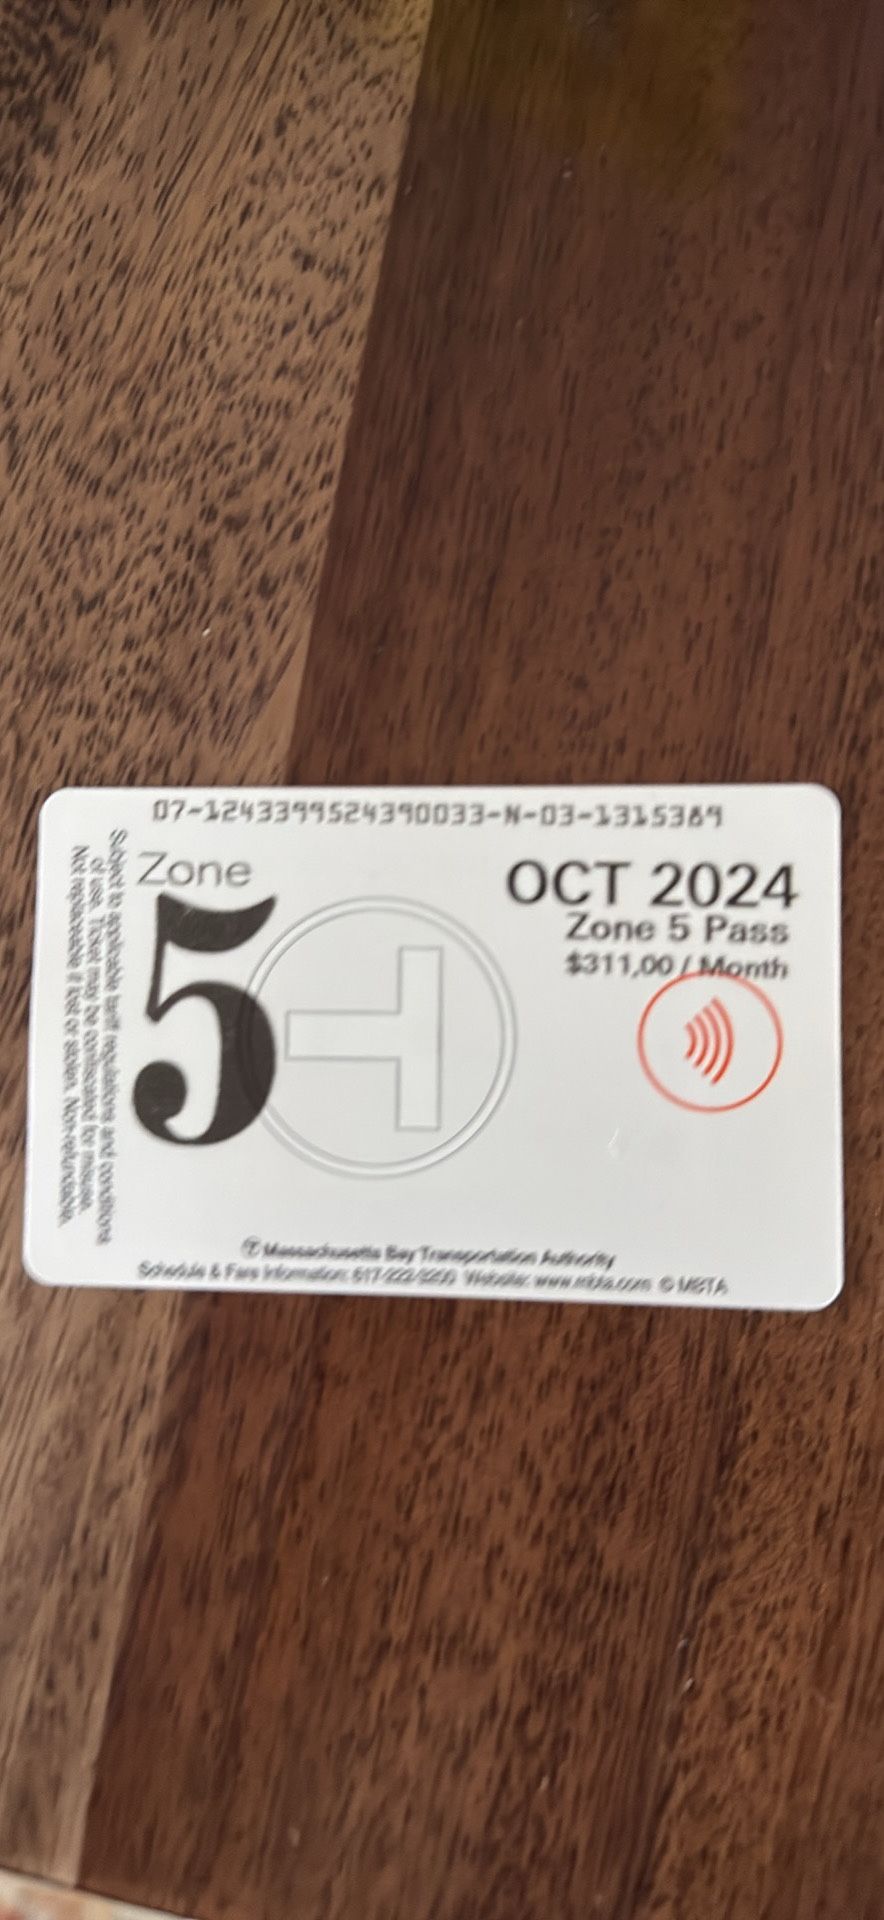 07-1243399524390033-N-03-1315389
Zone
5
T
OCT 2024
Zone 5 Pass
$311.00 / Month
Subject to applicable tariff regulations and conditions
of use. Ticket may be confiscated for misuse.
Not replaceable if lost or stolen. Non-refundable.
T Massachusetts Bay Transportation Authority
Schedule & Fare Information: 617-222-3200 Website: www.mbta.com © MBTA